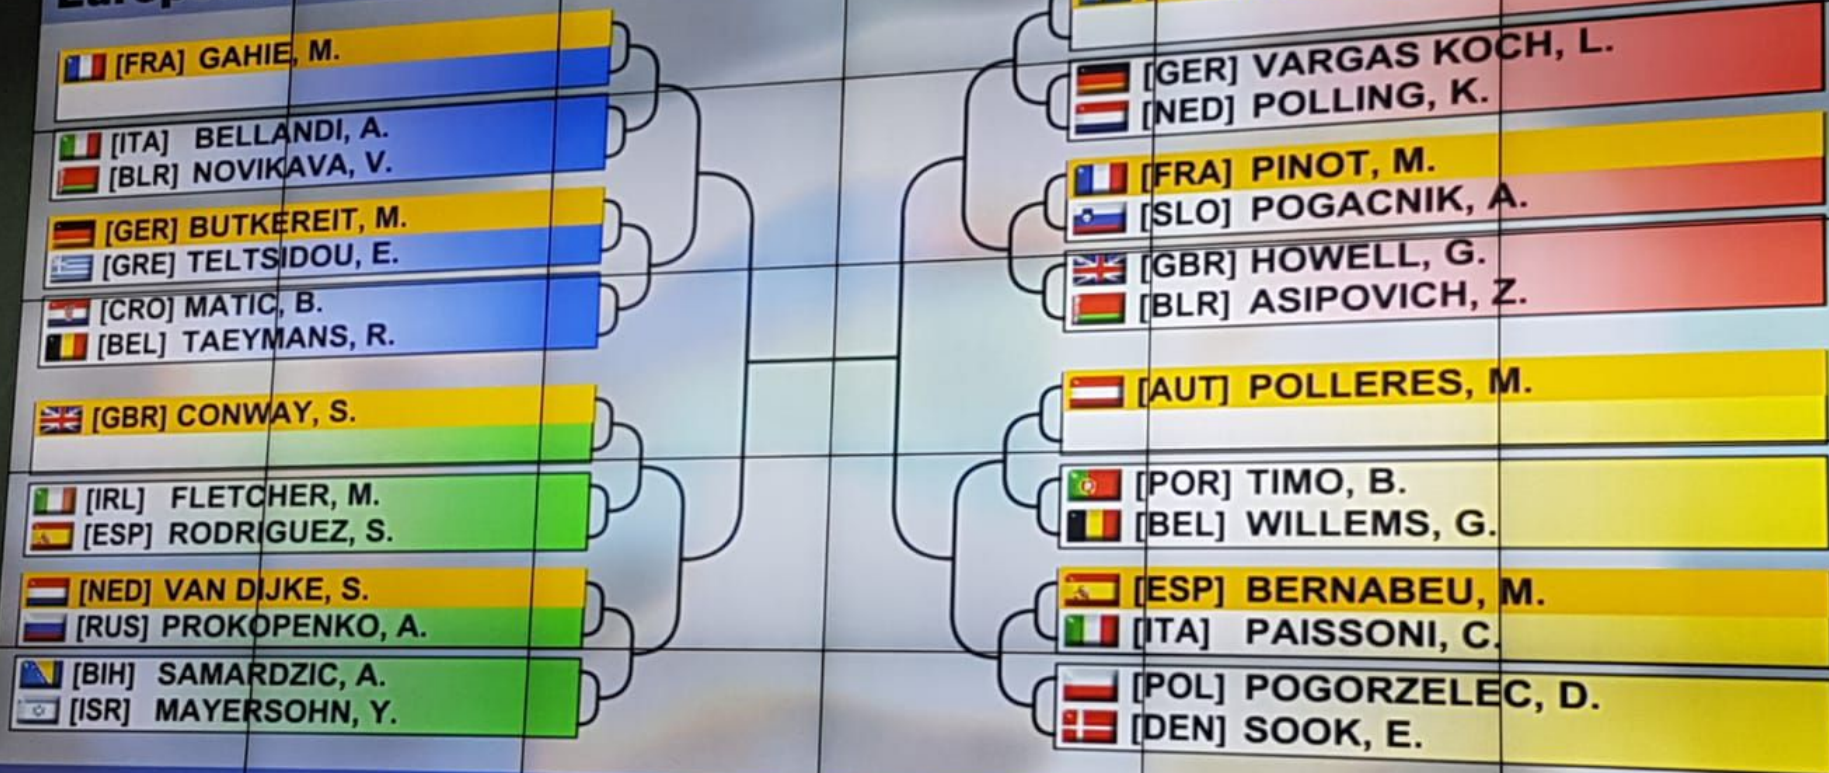 [FRA] GAHIE, M.
[ITA] BELLANDI, A.
[BLR] NOVIKAVA, V.
[GER] BUTKEREIT, M.
[GRE] TELTSIDOU, E.
[CRO] MATIC, B.
[BEL] TAEYMANS, R.
[GBR] CONWAY, S.
[IRL] FLETCHER, M.
[ESP] RODRIGUEZ, S.
[NED] VAN DIJKE, S.
[RUS] PROKOPENKO, A.
[BIH] SAMARDZIC, A.
[ISR] MAYERSOHN, Y.
[GER] VARGAS KOCH, L.
[NED] POLLING, K.
[FRA] PINOT, M.
[SLO] POGACNIK, A.
[GBR] HOWELL, G.
[BLR] ASIPOVICH, Z.
[AUT] POLLERES, M.
[POR] TIMO, B.
[BEL] WILLEMS, G.
[ESP] BERNABEU, M.
[ITA] PAISSONI, C.
[POL] POGORZELEC, D.
[DEN] SOOK, E.